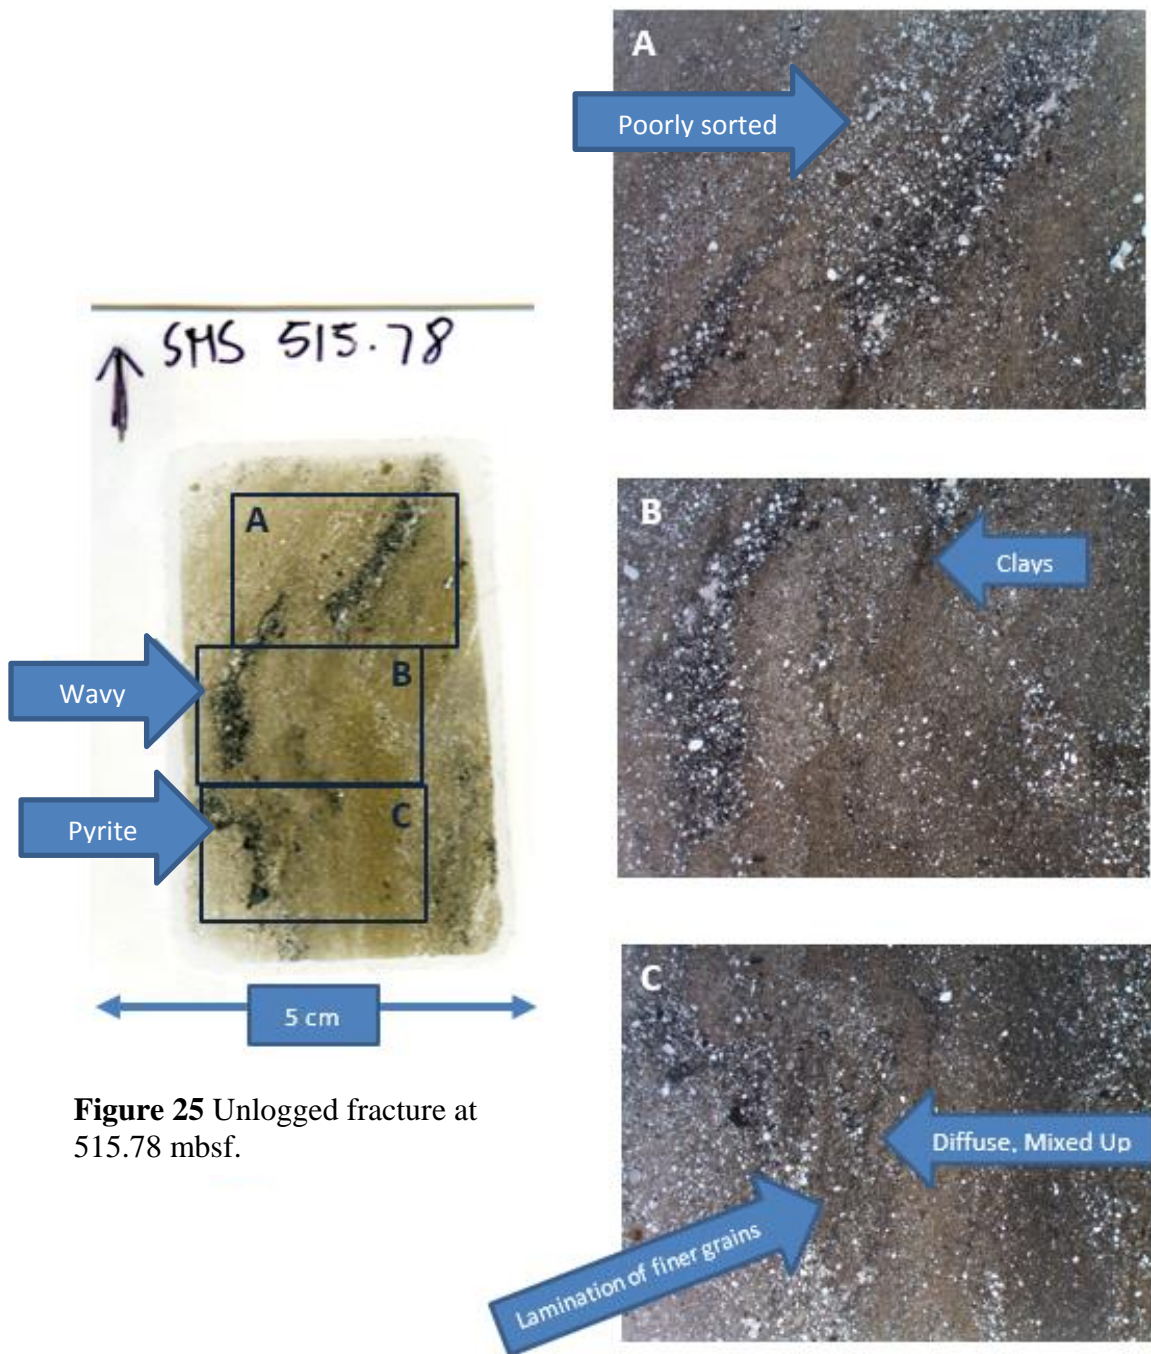 A
Poorly sorted
SMS 515.78
A
B
Clays
B
Wavy
C
Pyrite
C
Diffuse, Mixed Up
Lamination of finer grains
5 cm
Figure 25 Unlogged fracture at
515.78 mbsf.